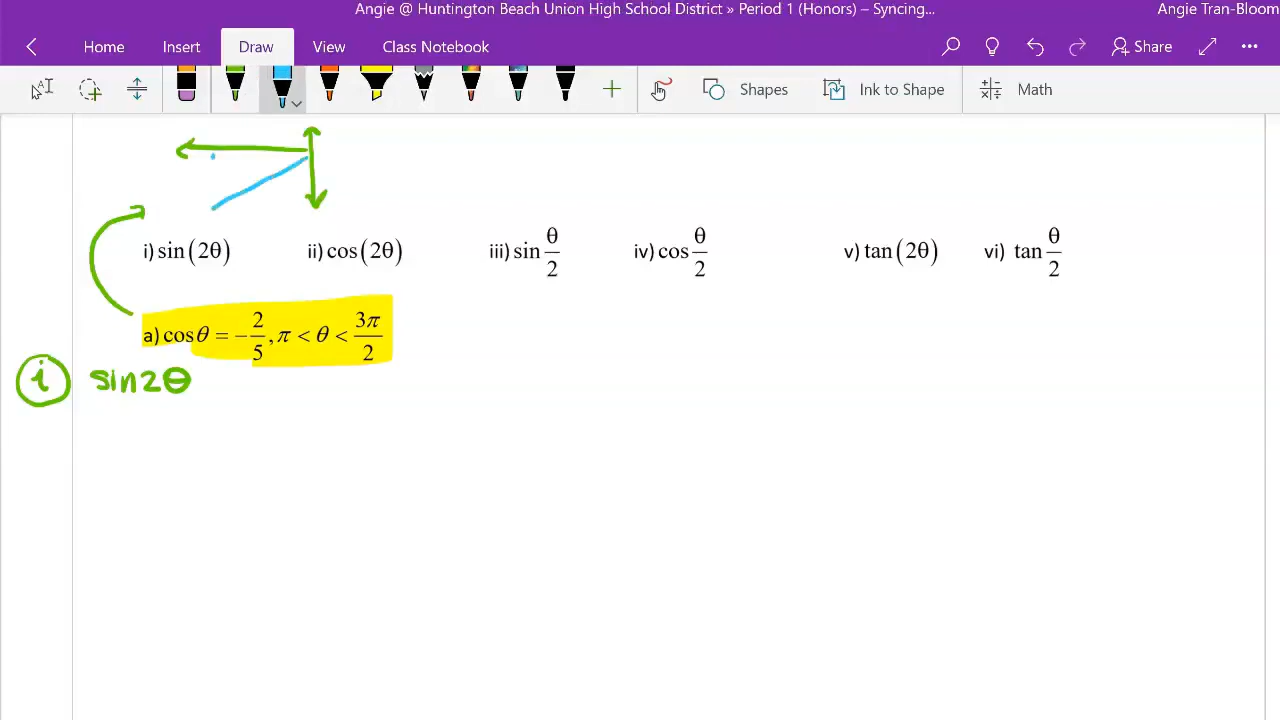 Angie @ Huntington Beach Union High School District » Period 1 (Honors) – Syncing... Angie Tran-Bloom
Home Insert Draw View Class Notebook Share
Shapes Ink to Shape Math
i) sin(2θ) ii) cos(2θ) iii) sin θ/2 iv) cos θ/2 v) tan(2θ) vi) tan θ/2
a) cosθ = −2/5, π < θ < 3π/2
i sin2θ